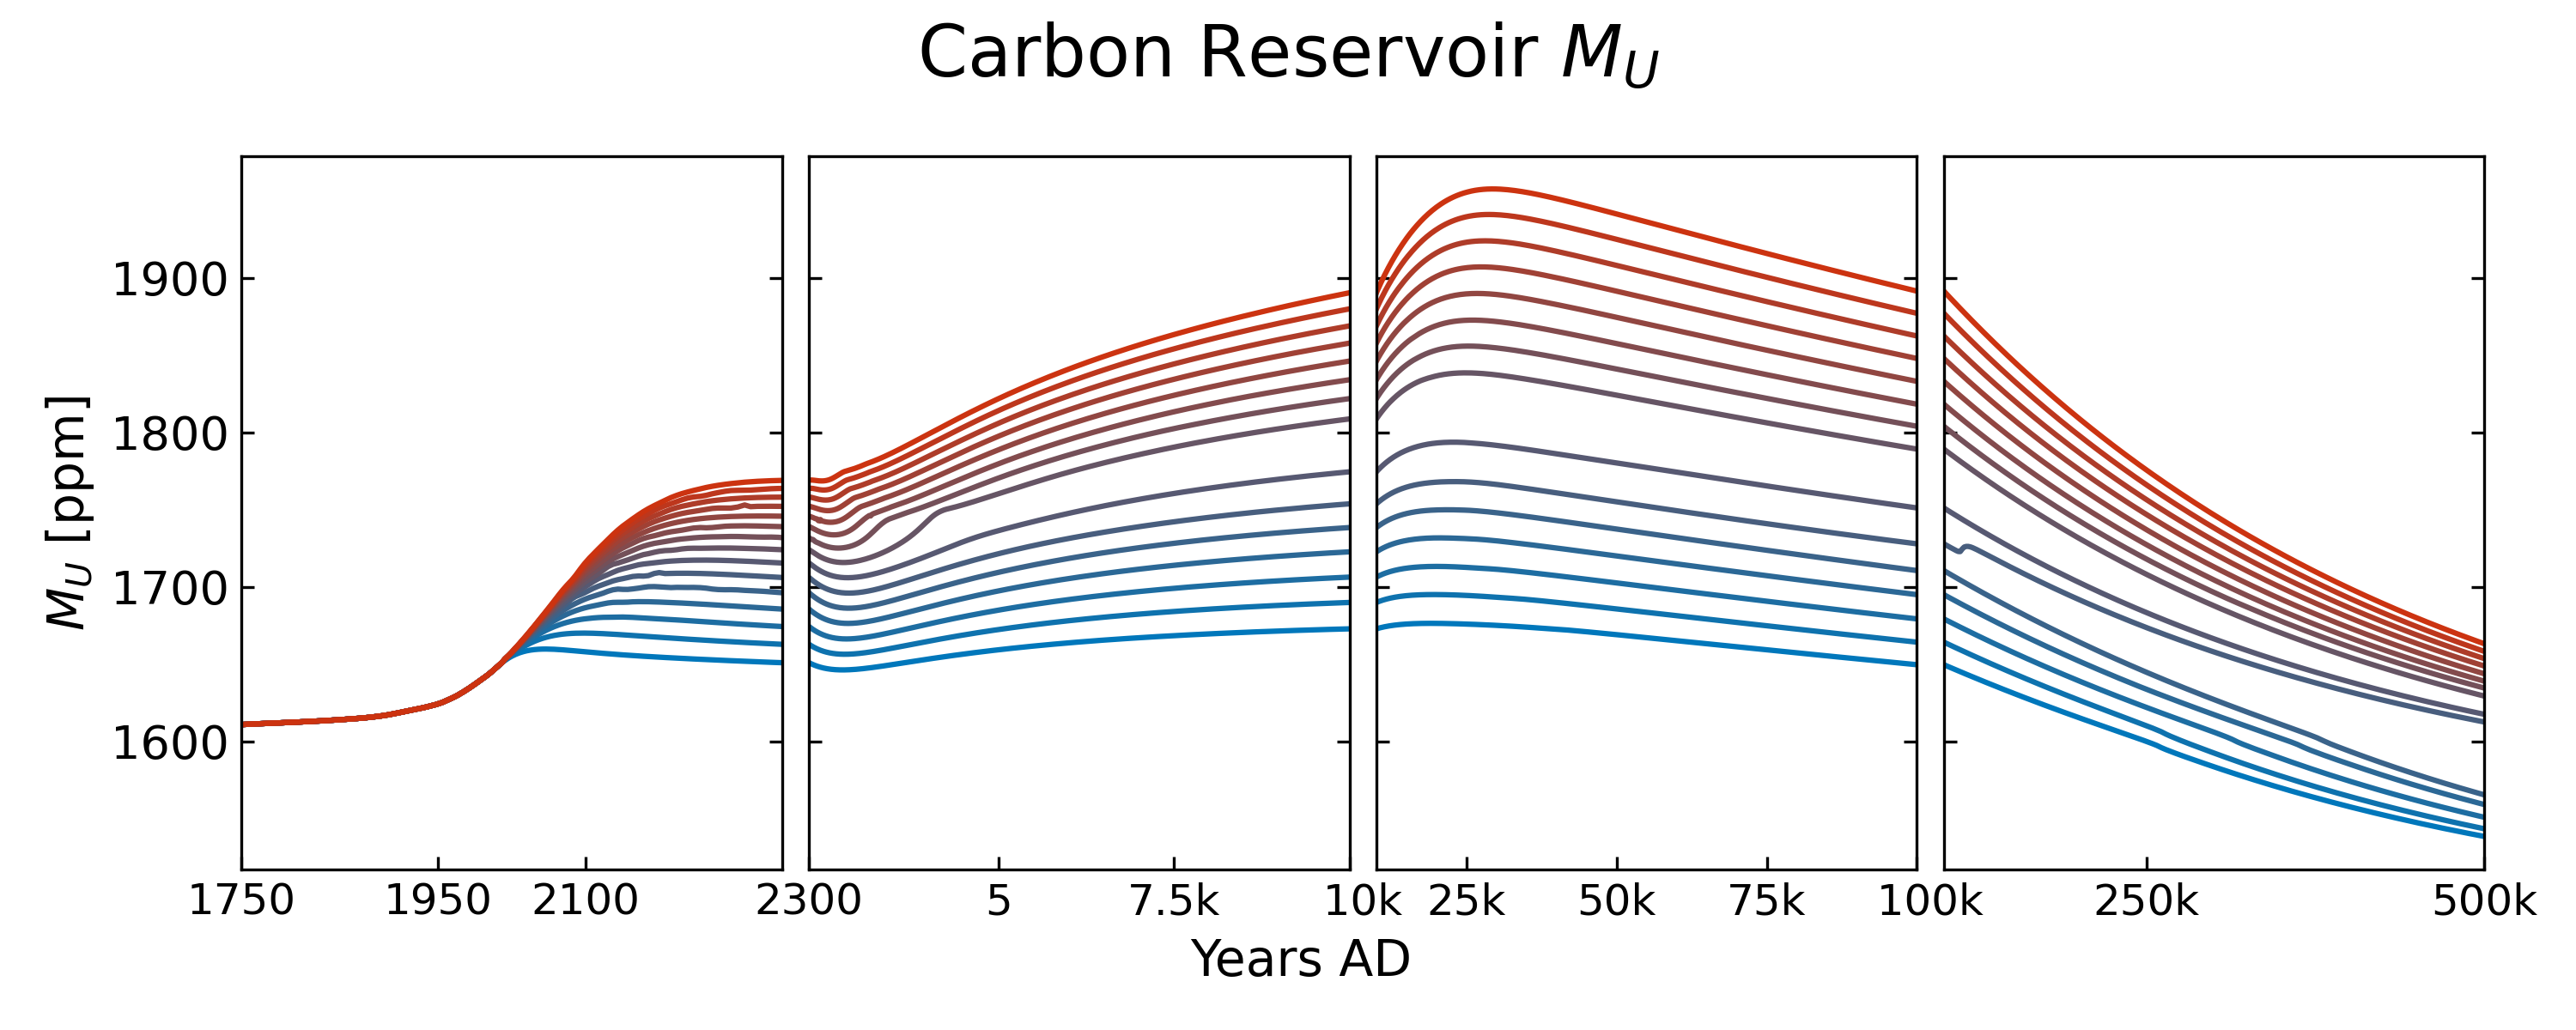 Carbon Reservoir M_U
M_U [ppm]
1900
1800
1700
1600
1750 1950 2100 2300 5 7.5k 10k 25k 50k 75k 100k 250k 500k
Years AD